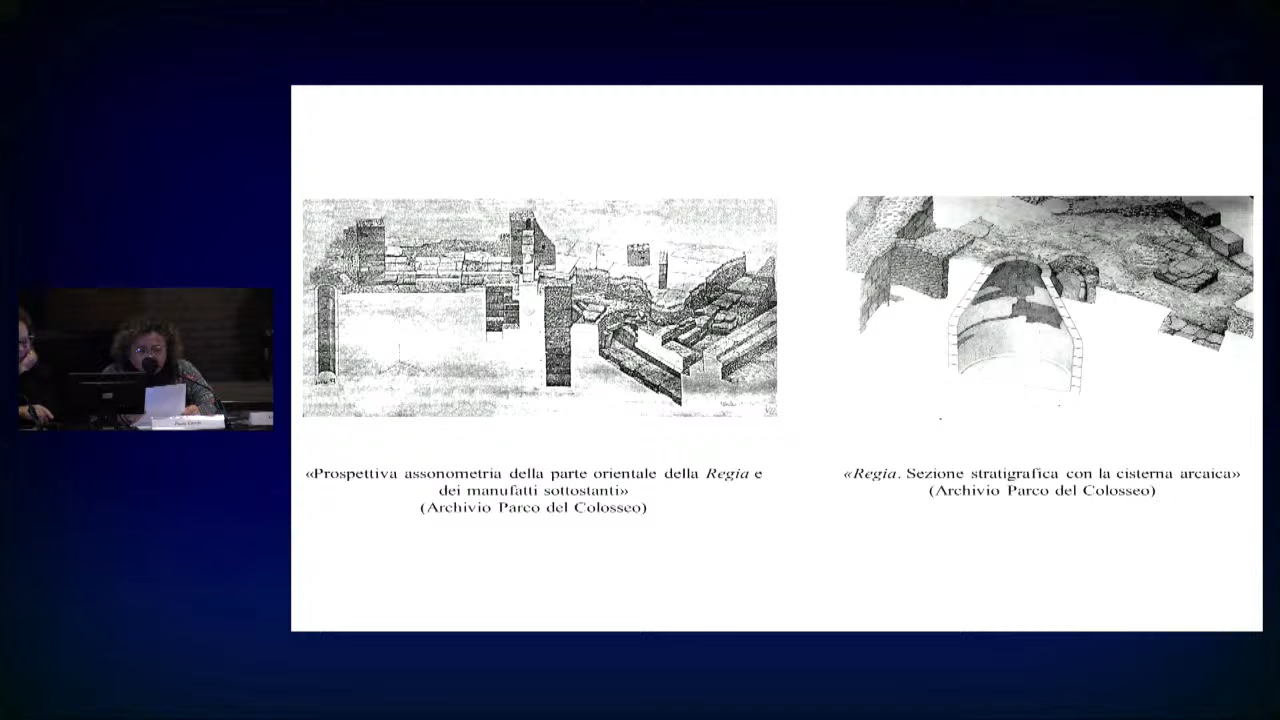 «Prospettiva assonometria della parte orientale della Regia e
dei manufatti sottostanti»
(Archivio Parco del Colosseo)
«Regia. Sezione stratigrafica con la cisterna arcaica»
(Archivio Parco del Colosseo)